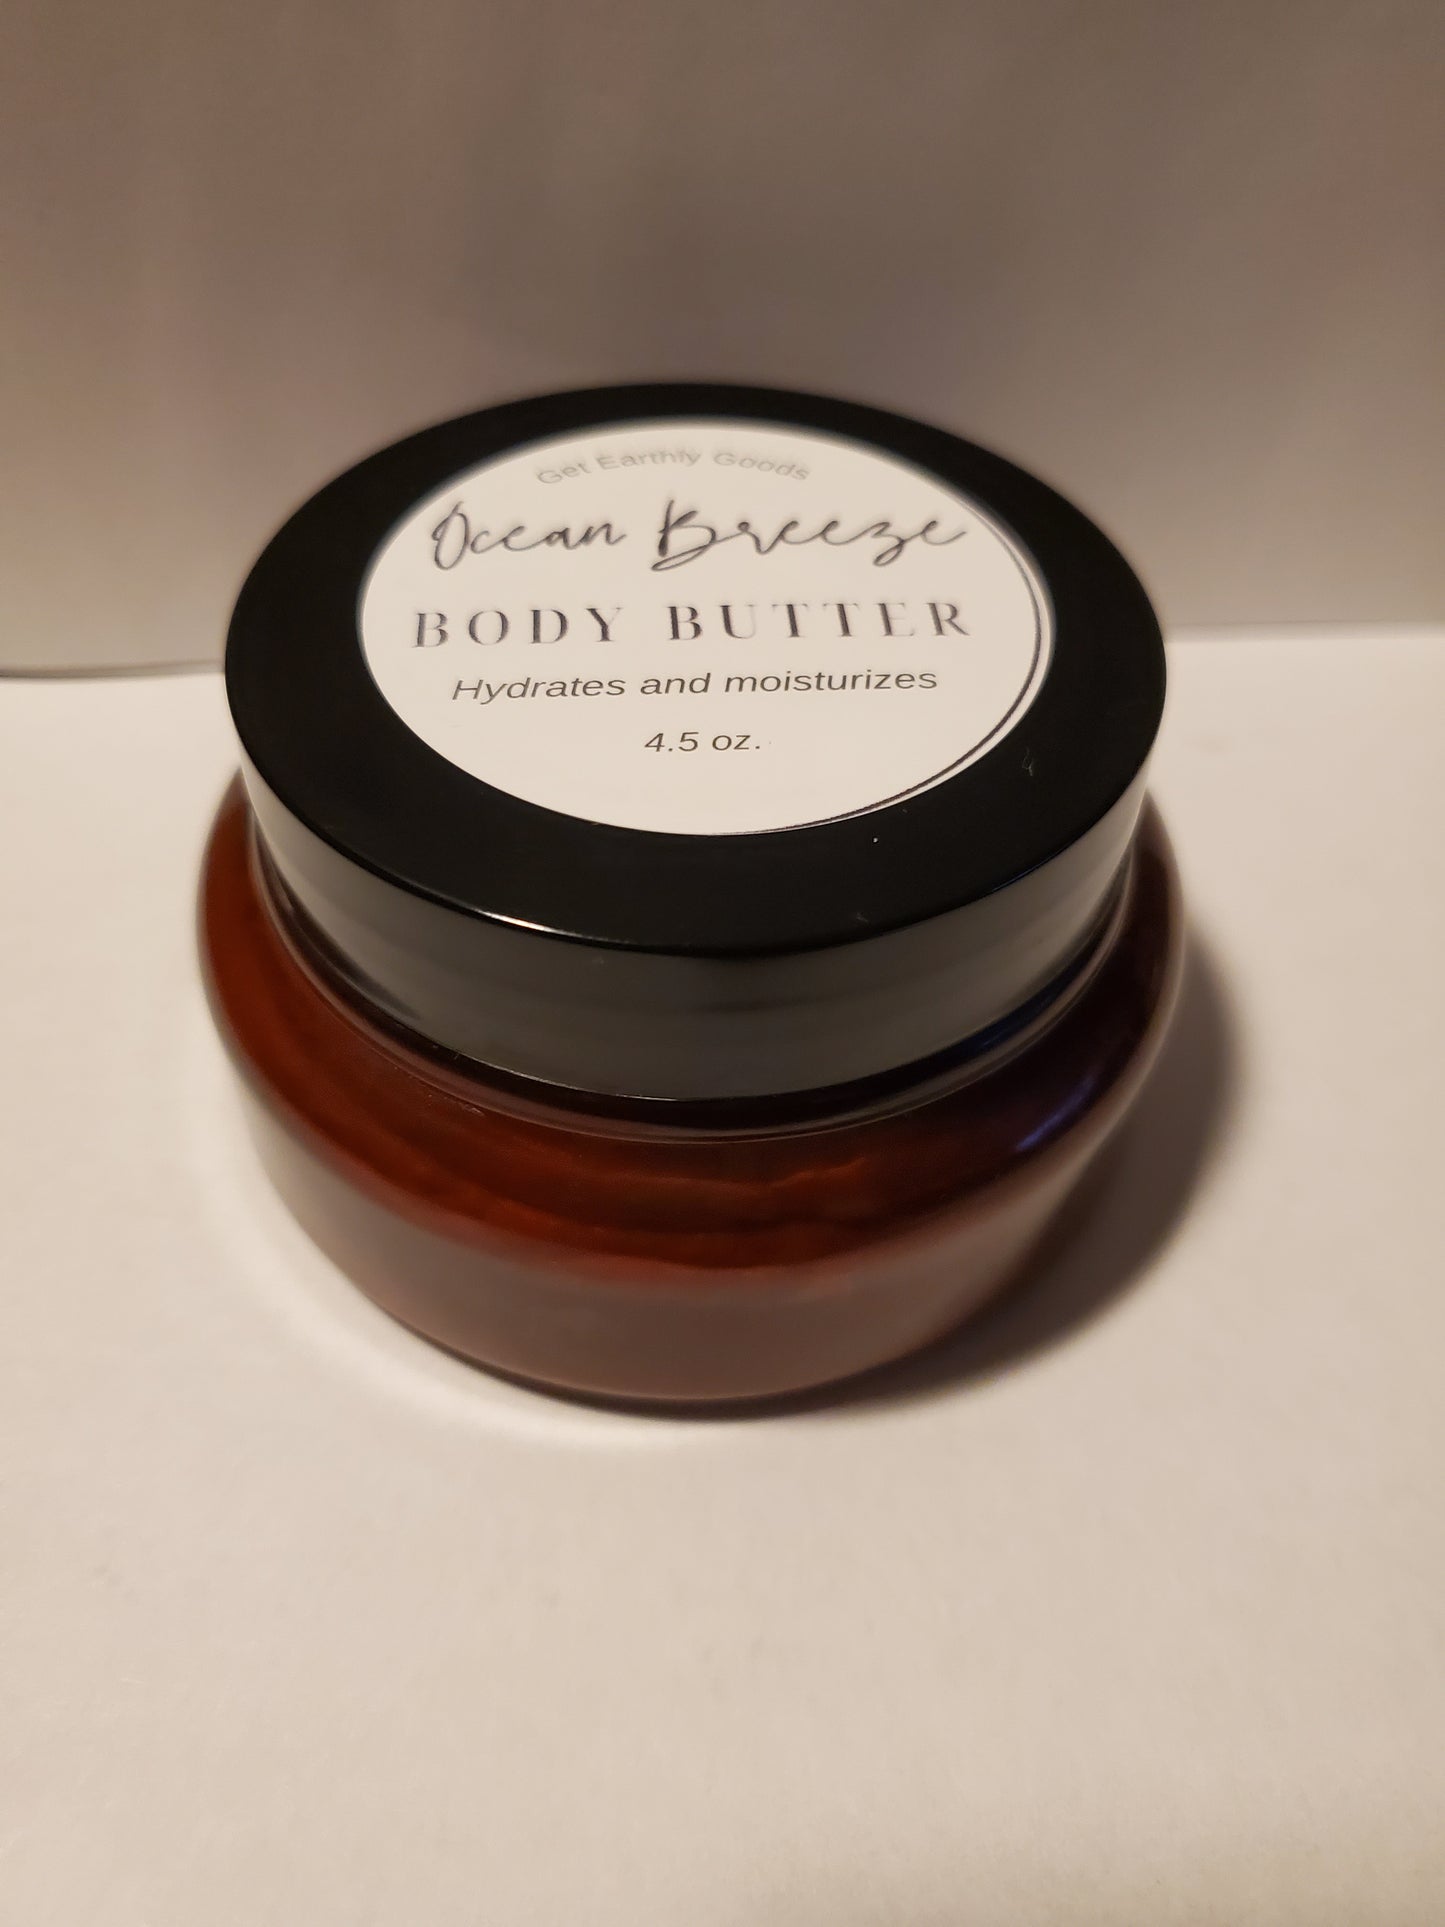 Get Earthly Goods
Ocean Breeze
BODY BUTTER
Hydrates and moisturizes
4.5 oz.